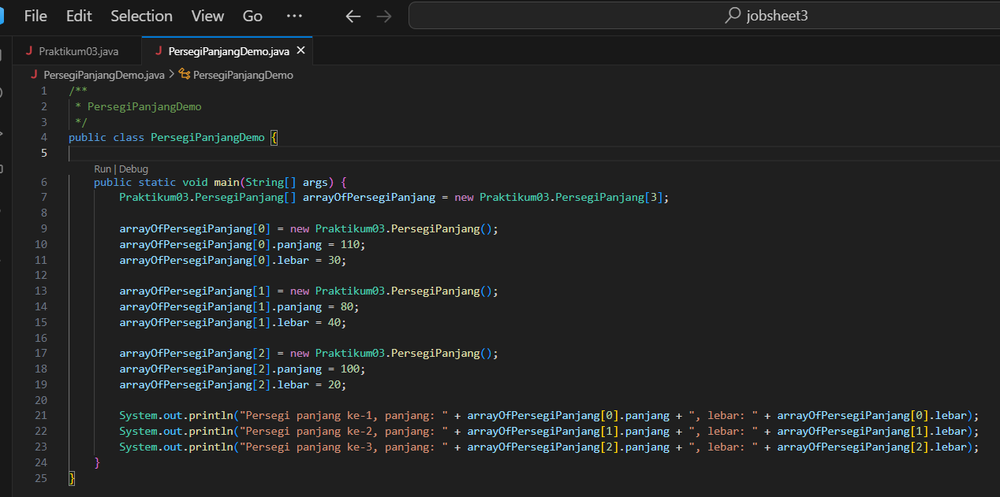 File Edit Selection View Go ··· jobsheet3
J Praktikum03.java J PersegiPanjangDemo.java ×
J PersegiPanjangDemo.java > PersegiPanjangDemo
1 /**
2  * PersegiPanjangDemo
3  */
4 public class PersegiPanjangDemo {
5
Run | Debug
6     public static void main(String[] args) {
7         Praktikum03.PersegiPanjang[] arrayOfPersegiPanjang = new Praktikum03.PersegiPanjang[3];
8
9         arrayOfPersegiPanjang[0] = new Praktikum03.PersegiPanjang();
10         arrayOfPersegiPanjang[0].panjang = 110;
11         arrayOfPersegiPanjang[0].lebar = 30;
12
13         arrayOfPersegiPanjang[1] = new Praktikum03.PersegiPanjang();
14         arrayOfPersegiPanjang[1].panjang = 80;
15         arrayOfPersegiPanjang[1].lebar = 40;
16
17         arrayOfPersegiPanjang[2] = new Praktikum03.PersegiPanjang();
18         arrayOfPersegiPanjang[2].panjang = 100;
19         arrayOfPersegiPanjang[2].lebar = 20;
20
21         System.out.println("Persegi panjang ke-1, panjang: " + arrayOfPersegiPanjang[0].panjang + ", lebar: " + arrayOfPersegiPanjang[0].lebar);
22         System.out.println("Persegi panjang ke-2, panjang: " + arrayOfPersegiPanjang[1].panjang + ", lebar: " + arrayOfPersegiPanjang[1].lebar);
23         System.out.println("Persegi panjang ke-3, panjang: " + arrayOfPersegiPanjang[2].panjang + ", lebar: " + arrayOfPersegiPanjang[2].lebar);
24     }
25 }